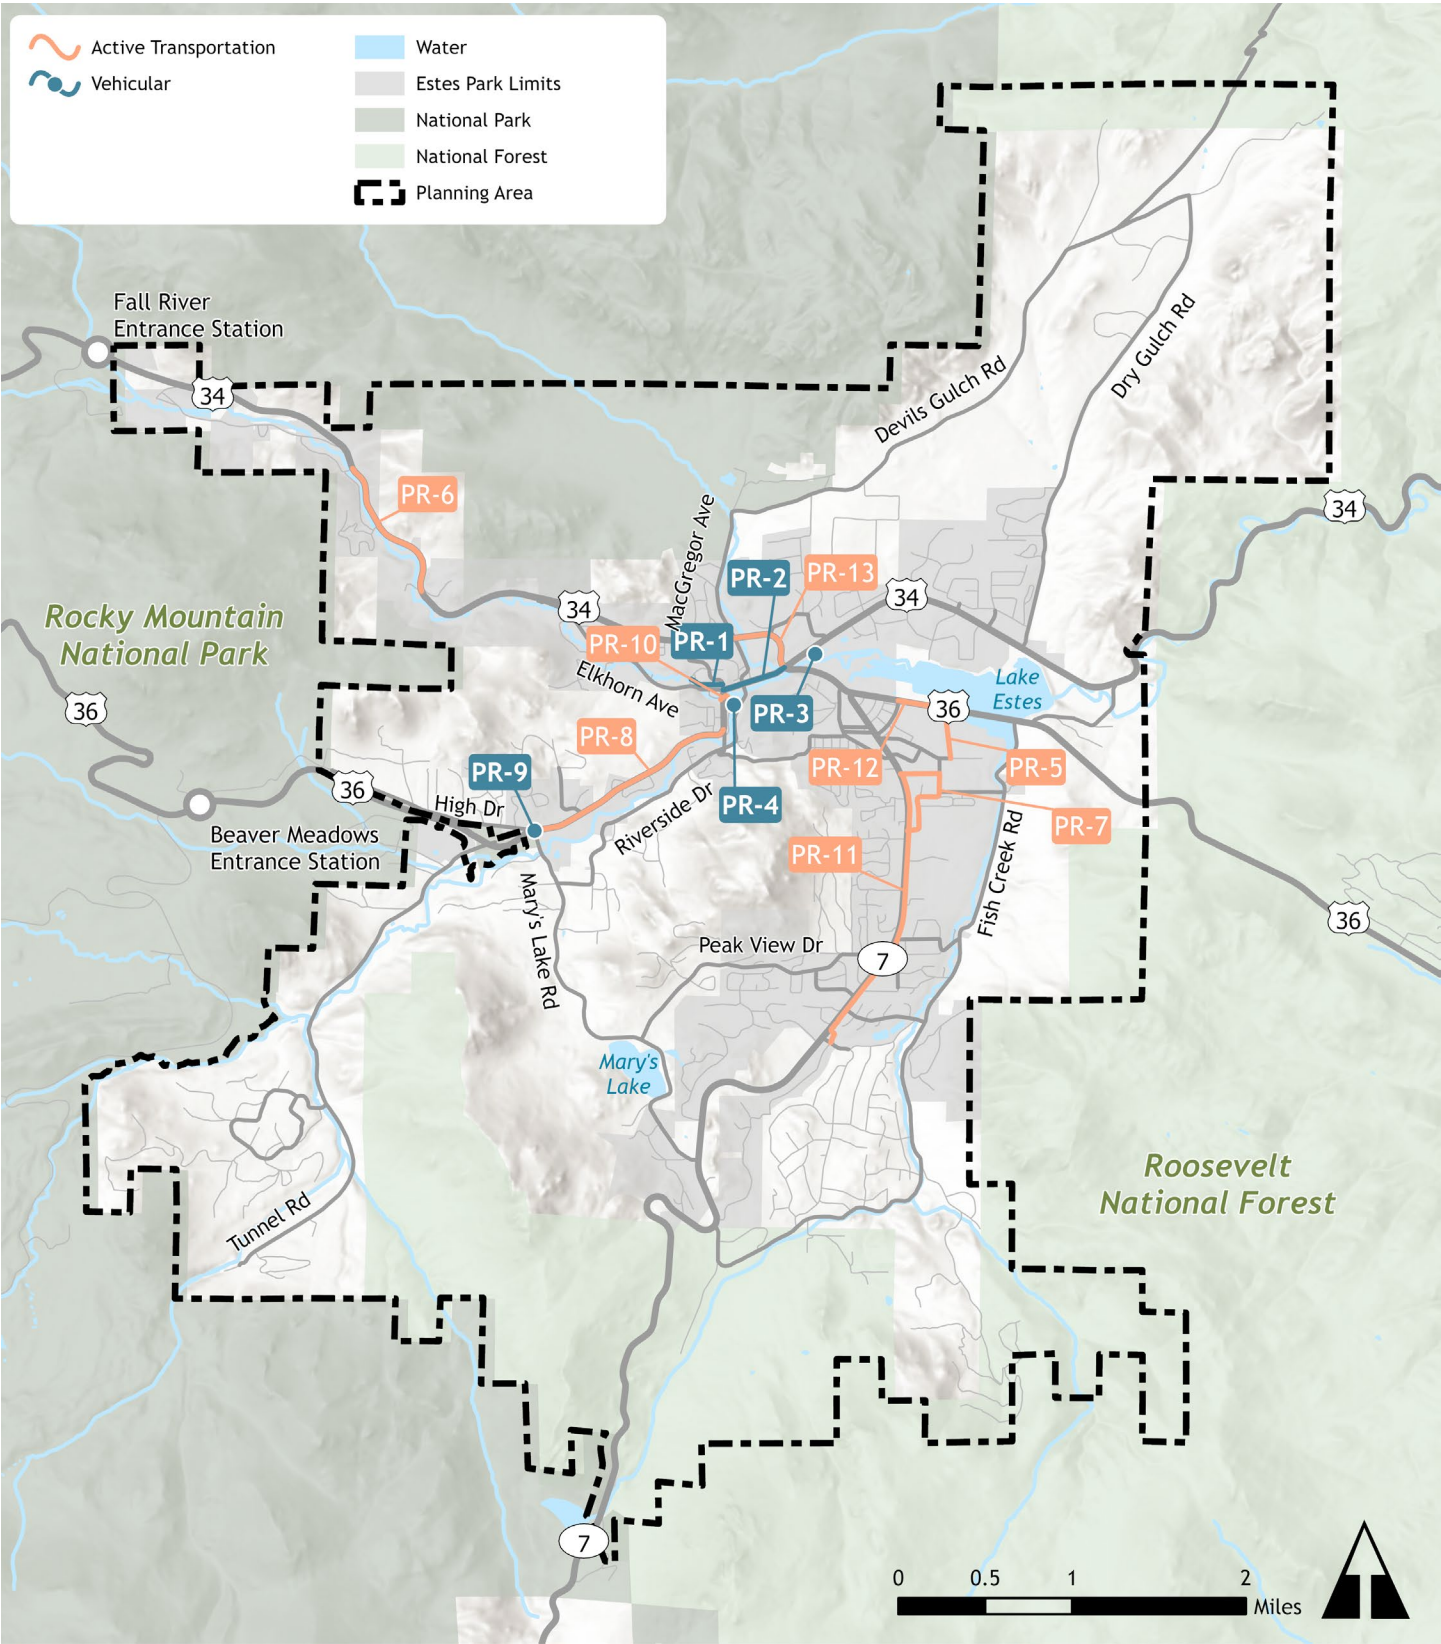 Active Transportation
Vehicular
Water
Estes Park Limits
National Park
National Forest
Planning Area
Fall River
Entrance Station
34
Devils Gulch Rd
Dry Gulch Rd
PR-6
34
MacGregor Ave
PR-2
PR-13
34
34
Rocky Mountain
National Park
PR-10
PR-1
Elkhorn Ave
Lake
Estes
36
36
PR-3
PR-8
PR-12
PR-5
PR-9
36
High Dr
PR-4
Riverside Dr
PR-7
Beaver Meadows
Entrance Station
PR-11
Fish Creek Rd
36
Mary's Lake Rd
Peak View Dr
7
Mary's
Lake
Roosevelt
National Forest
Tunnel Rd
7
0 0.5 1 2
Miles